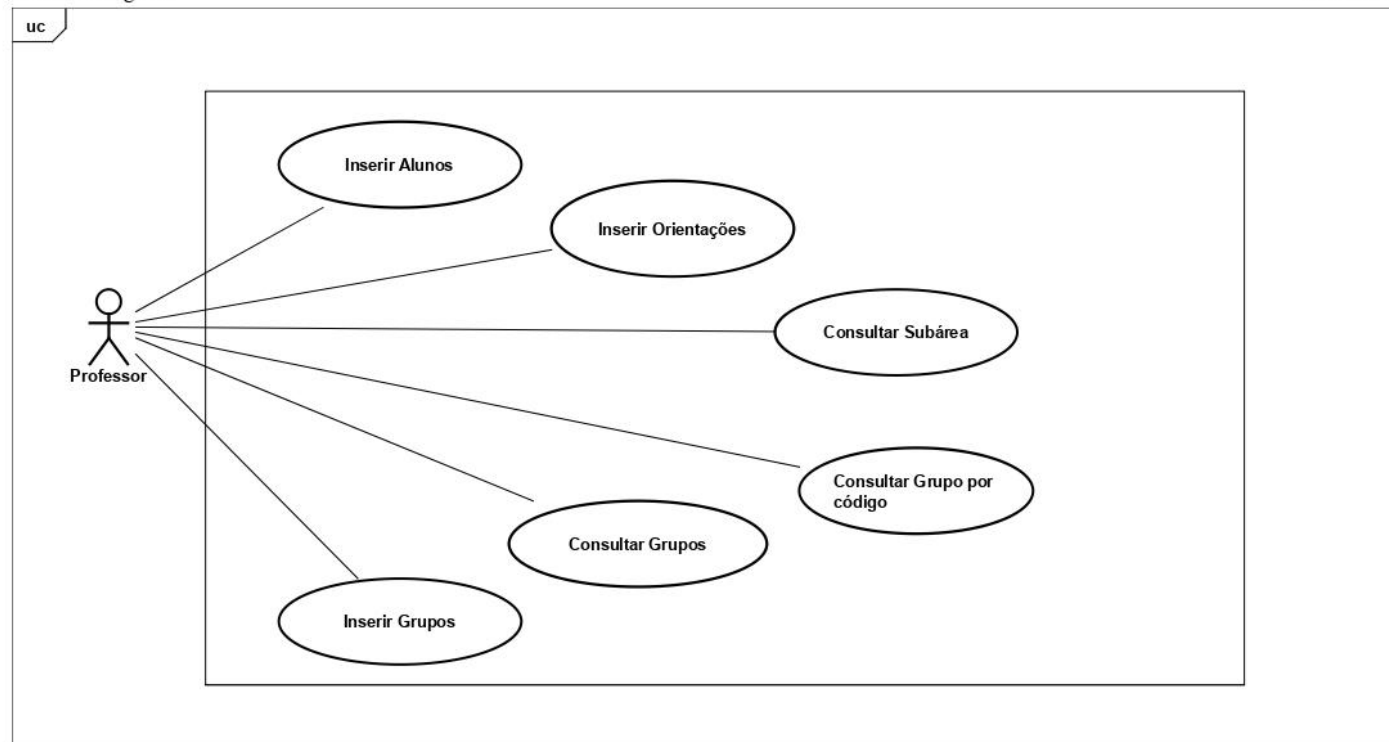 uc
Inserir Alunos
Inserir Orientações
Consultar Subárea
Professor
Consultar Grupo por
código
Consultar Grupos
Inserir Grupos